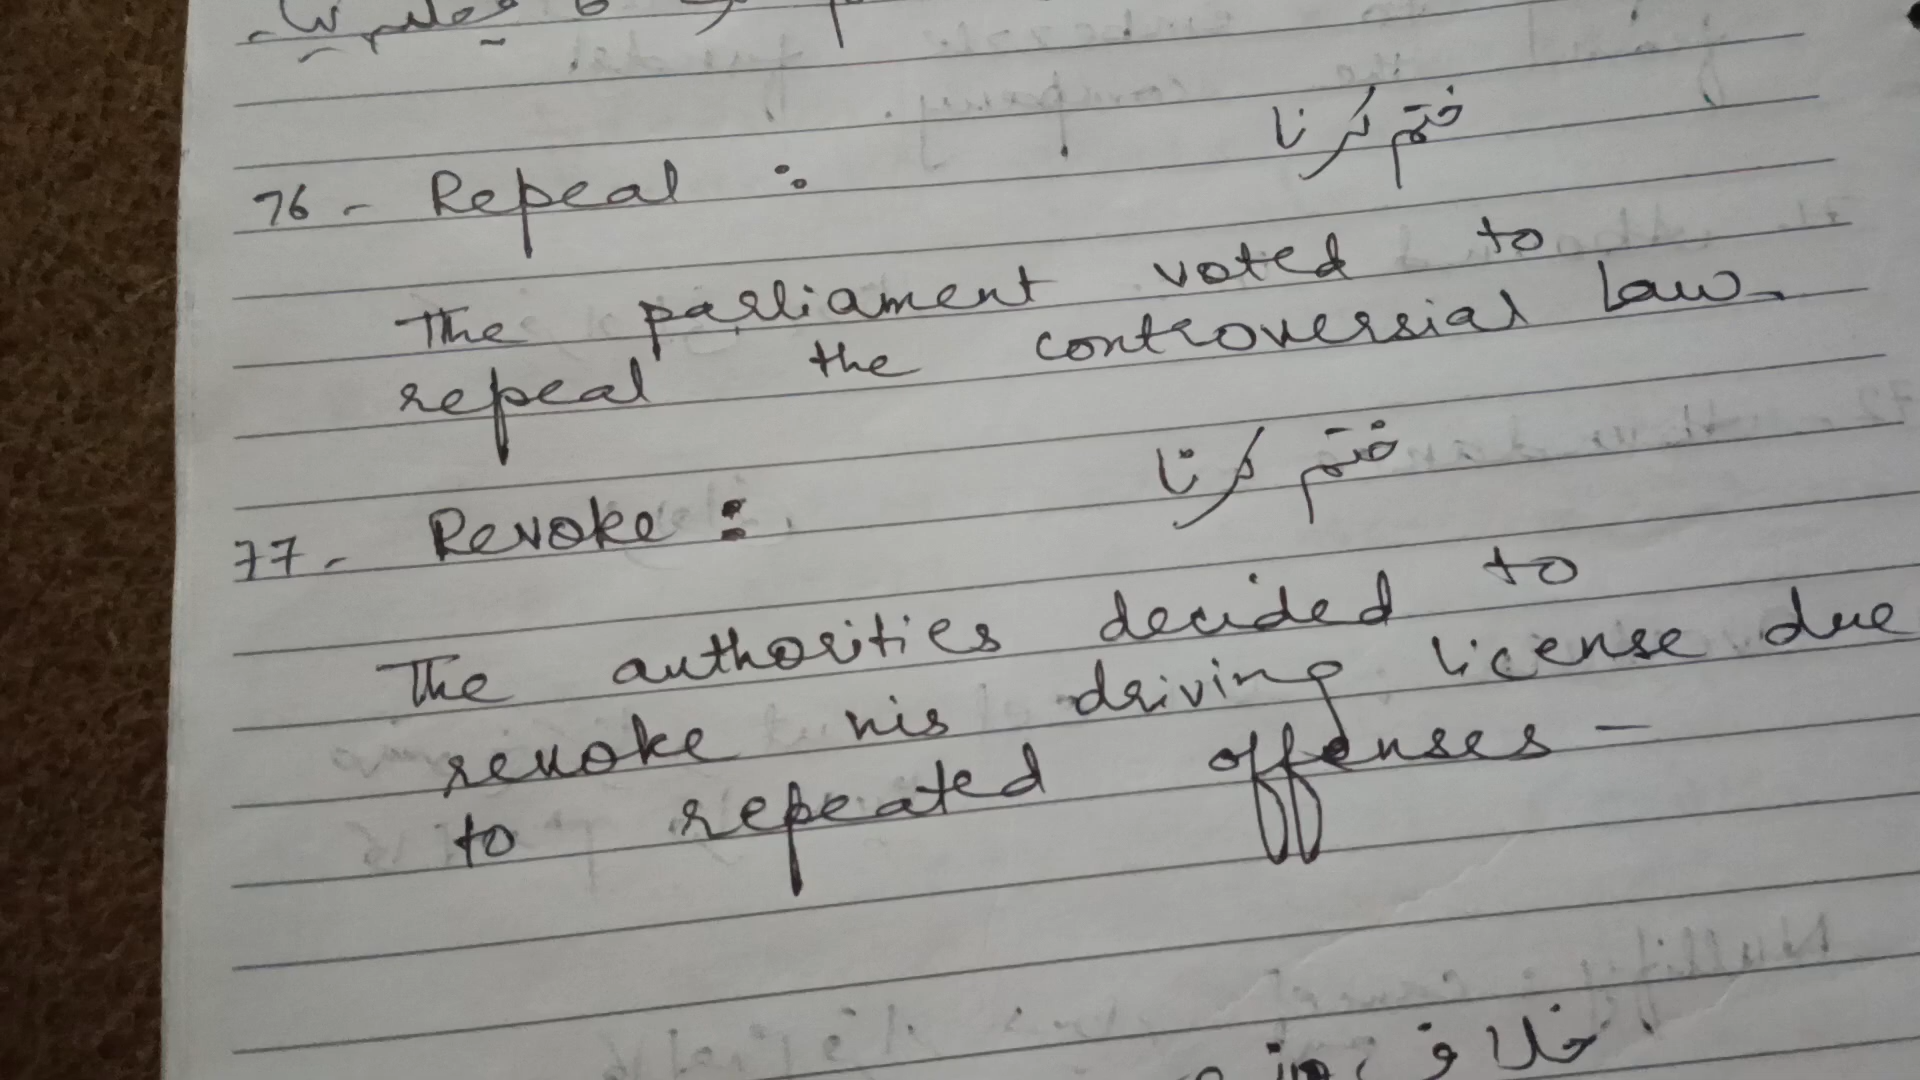 76 - Repeal : ختم کرنا
The parliament voted to
repeal the controversial law.
77 - Revoke : ختم کرنا
The authorities decided to
revoke his driving license due
to repeated offenses -
خلاف